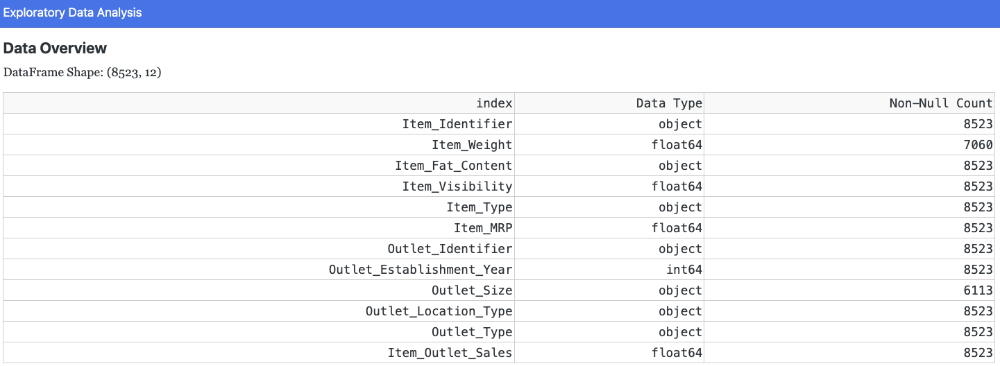 Exploratory Data Analysis
Data Overview
DataFrame Shape: (8523, 12)
index Data Type Non-Null Count
Item_Identifier object 8523
Item_Weight float64 7060
Item_Fat_Content object 8523
Item_Visibility float64 8523
Item_Type object 8523
Item_MRP float64 8523
Outlet_Identifier object 8523
Outlet_Establishment_Year int64 8523
Outlet_Size object 6113
Outlet_Location_Type object 8523
Outlet_Type object 8523
Item_Outlet_Sales float64 8523